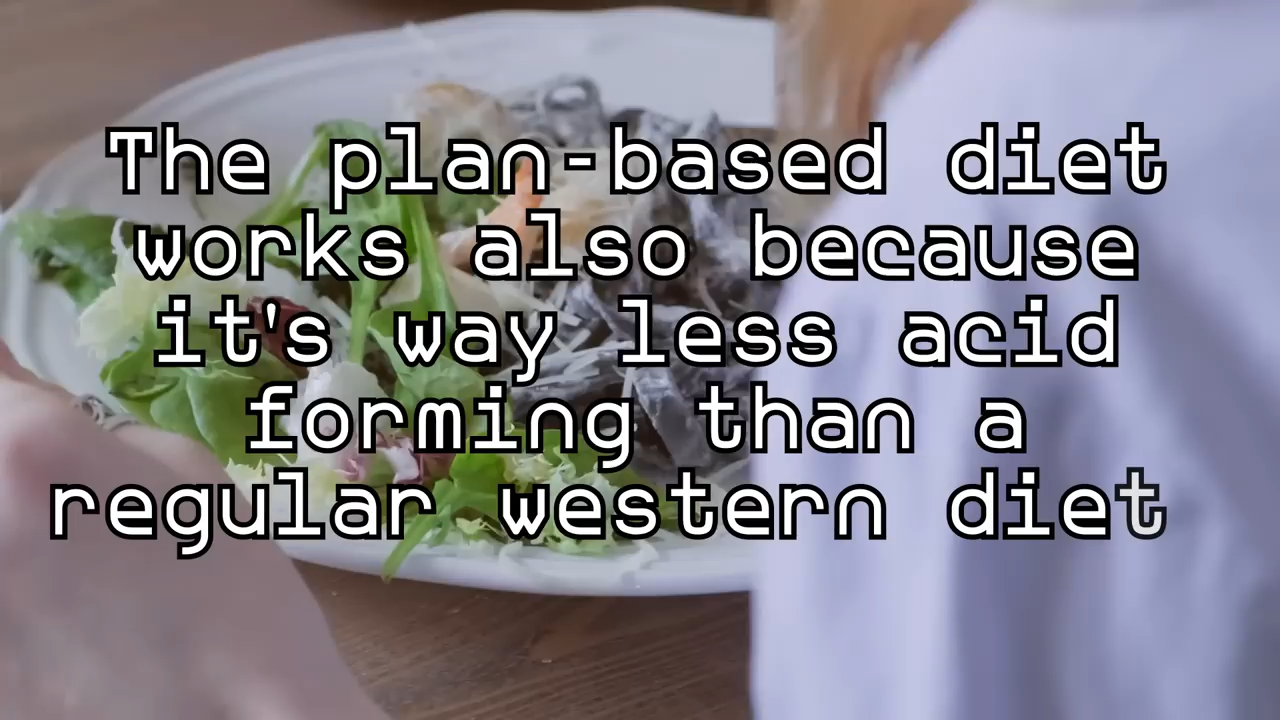 The plan-based diet
works also because
it's way less acid
forming than a
regular western diet